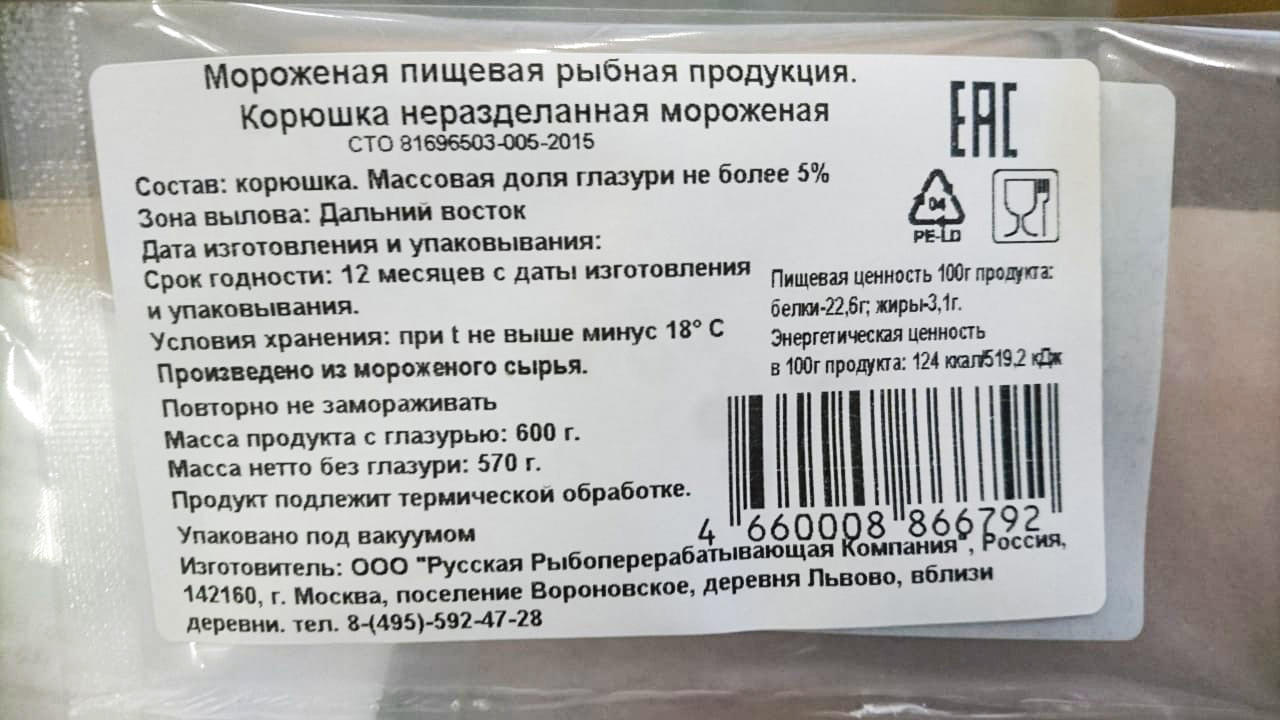 Мороженая пищевая рыбная продукция.
Корюшка неразделанная мороженая
СТО 81696503-005-2015
Состав: корюшка. Массовая доля глазури не более 5%
Зона вылова: Дальний восток
Дата изготовления и упаковывания:
Срок годности: 12 месяцев с даты изготовления
и упаковывания.
Условия хранения: при t не выше минус 18° С
Произведено из мороженого сырья.
Повторно не замораживать
Масса продукта с глазурью: 600 г.
Масса нетто без глазури: 570 г.
Продукт подлежит термической обработке.
Упаковано под вакуумом
Изготовитель: ООО "Русская Рыбоперерабатывающая Компания", Россия,
142160, г. Москва, поселение Вороновское, деревня Львово, вблизи
деревни. тел. 8-(495)-592-47-28
EAC
04
PE-LD
Пищевая ценность 100г продукта:
белки-22,6г; жиры-3,1г.
Энергетическая ценность
в 100г продукта: 124 ккал/519,2 кДж
4 660008 866792